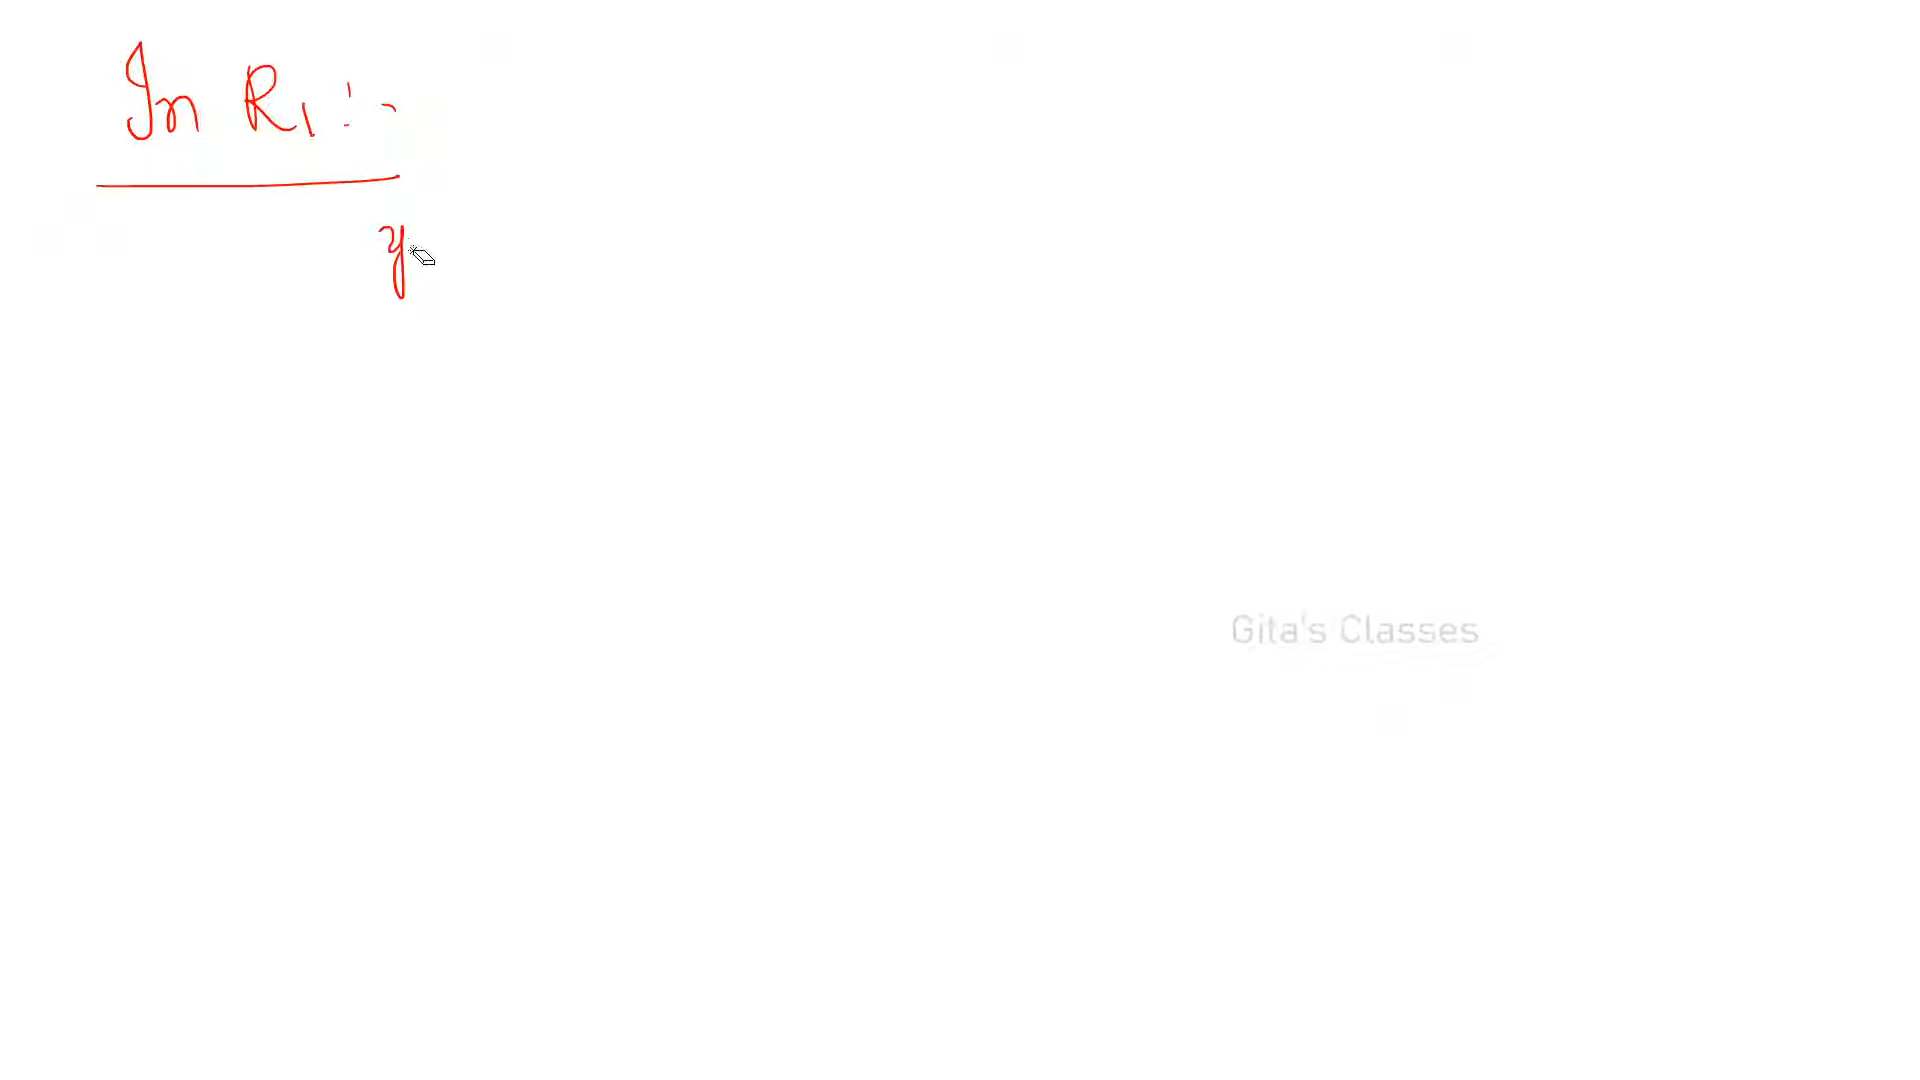 In R₁ :-
y
Gita's Classes